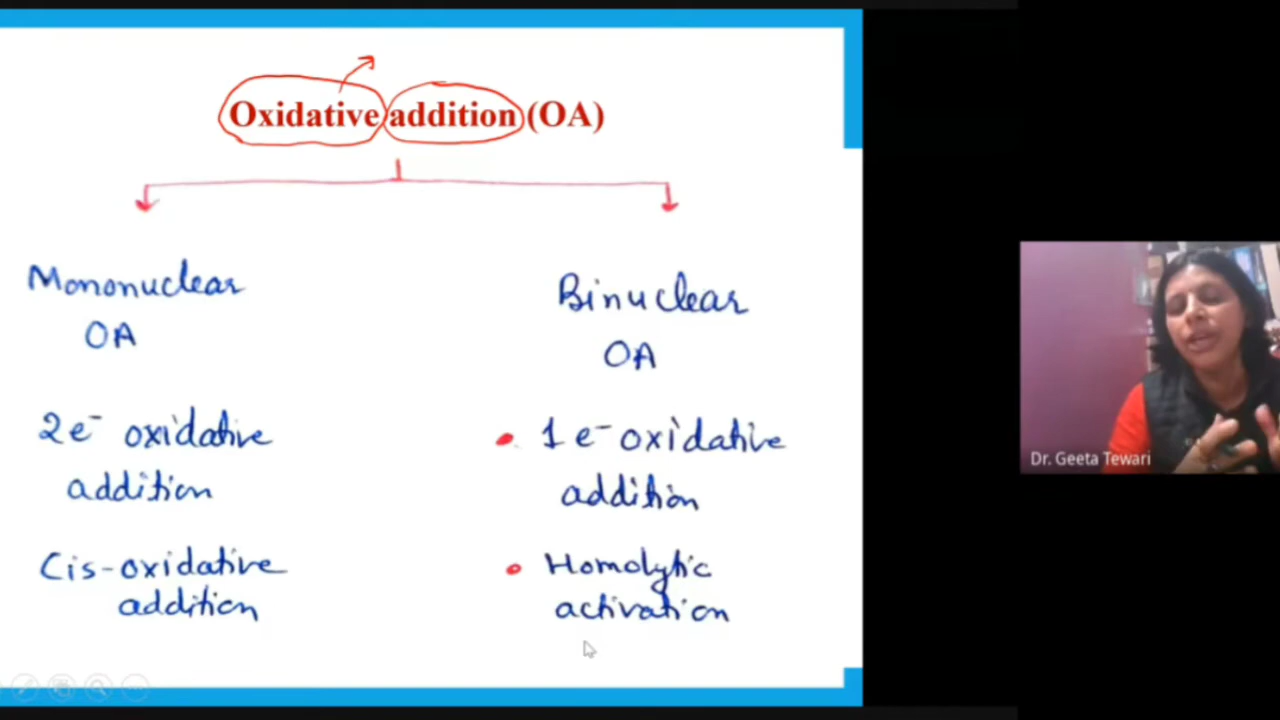 Oxidative addition (OA)
Mononuclear
OA
2e⁻ oxidative
addition
Cis-oxidative
addition
Binuclear
OA
• 1e⁻ oxidative
addition
• Homolytic
activation
Dr. Geeta Tewari